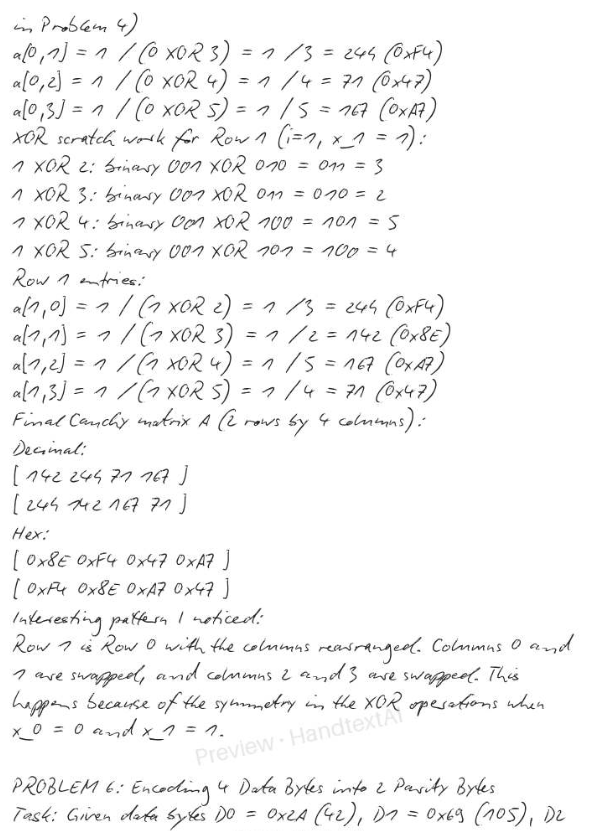 in Problem 4)
a[0,1] = 1 / (0 XOR 3) = 1 /3 = 244 (0xF4)
a[0,2] = 1 / (0 XOR 4) = 1 /4 = 71 (0x47)
a[0,3] = 1 / (0 XOR 5) = 1 /5 = 167 (0xA7)
XOR scratch work for Row 1 (i=1, x_1 = 1):
1 XOR 2: binary 001 XOR 010 = 011 = 3
1 XOR 3: binary 001 XOR 011 = 010 = 2
1 XOR 4: binary 001 XOR 100 = 101 = 5
1 XOR 5: binary 001 XOR 101 = 100 = 4
Row 1 entries:
a[1,0] = 1 / (1 XOR 2) = 1 /3 = 244 (0xF4)
a[1,1] = 1 / (1 XOR 3) = 1 /2 = 142 (0x8E)
a[1,2] = 1 / (1 XOR 4) = 1 /5 = 167 (0xA7)
a[1,3] = 1 / (1 XOR 5) = 1 /4 = 71 (0x47)
Final Cauchy matrix A (2 rows by 4 columns):
Decimal:
[ 142 244 71 167 ]
[ 244 142 167 71 ]
Hex:
[ 0x8E 0xF4 0x47 0xA7 ]
[ 0xF4 0x8E 0xA7 0x47 ]
Interesting pattern I noticed:
Row 1 is Row 0 with the columns rearranged. Columns 0 and
1 are swapped, and columns 2 and 3 are swapped. This
happens because of the symmetry in the XOR operations when
x_0 = 0 and x_1 = 1.
Preview · HandtextAI
PROBLEM 6: Encoding 4 Data Bytes into 2 Parity Bytes
Task: Given data bytes D0 = 0x2A (42), D1 = 0x69 (105), D2